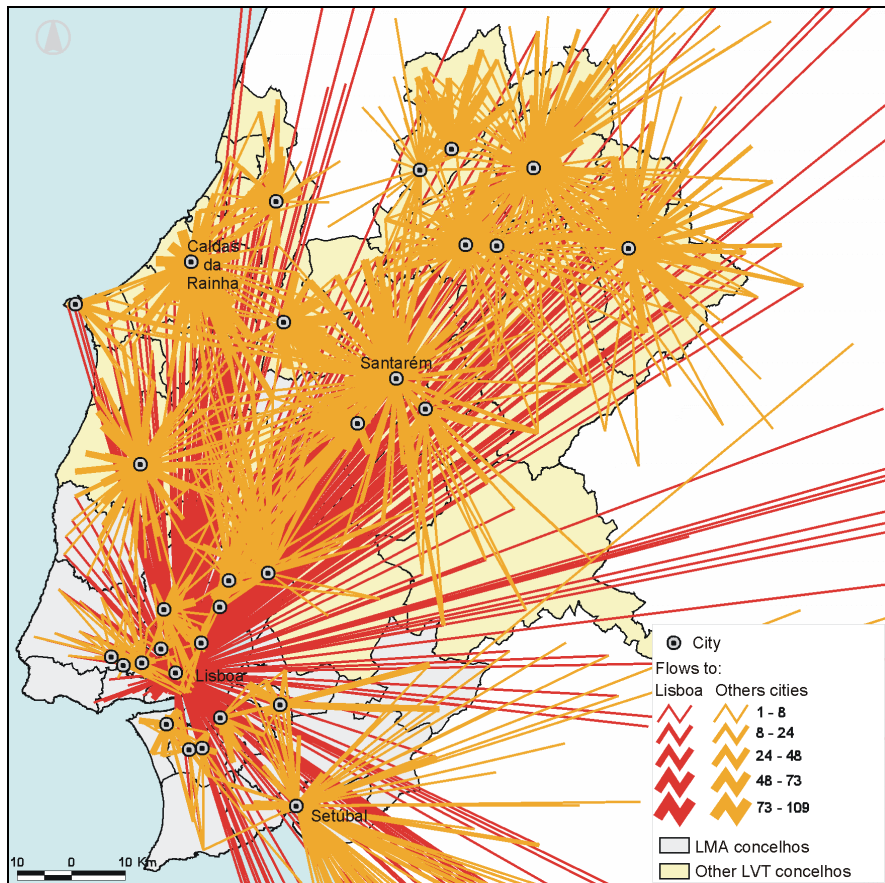 Caldas
da
Rainha
Santarém
Lisboa
Setúbal
City
Flows to:
Lisboa Others cities
1 - 8
8 - 24
24 - 48
48 - 73
73 - 109
LMA concelhos
Other LVT concelhos
10 0 10 Km